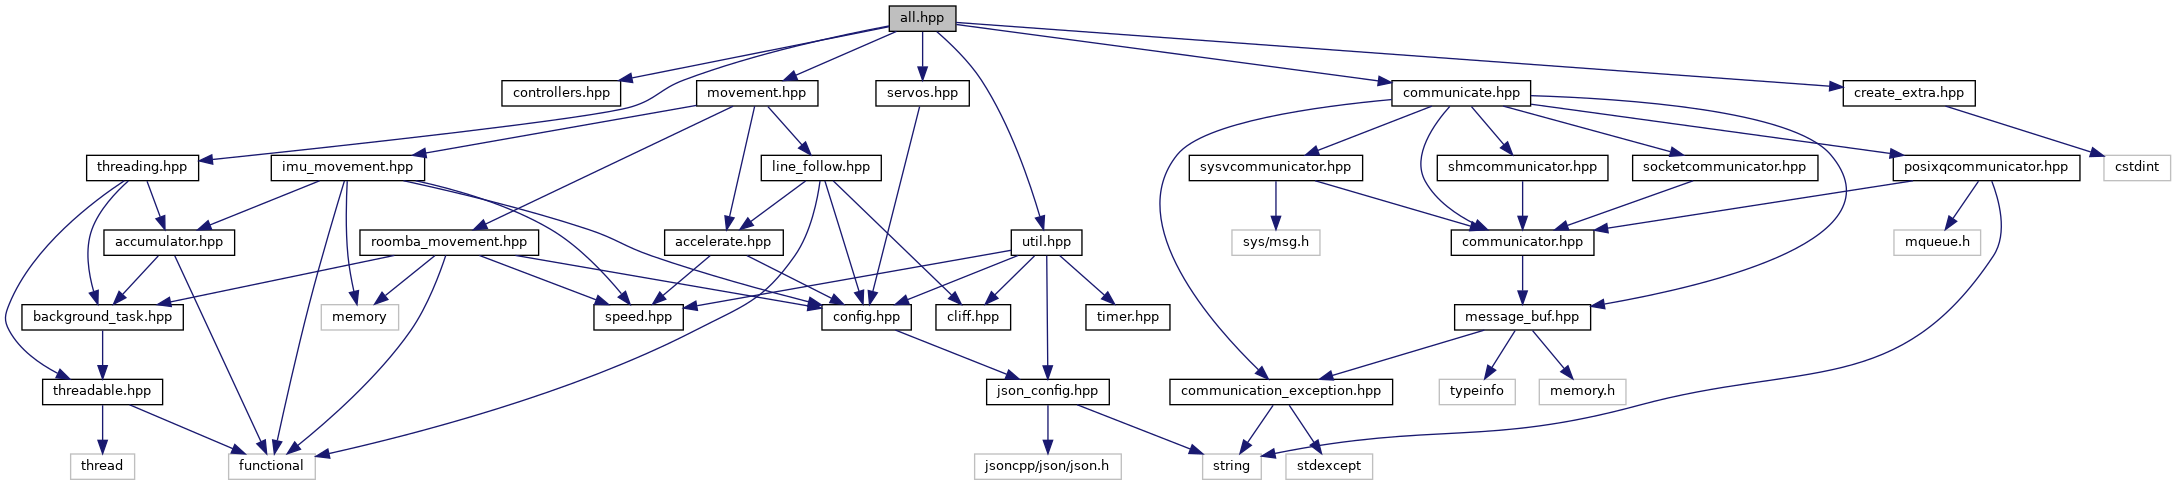 all.hpp
controllers.hpp
movement.hpp
servos.hpp
communicate.hpp
create_extra.hpp
threading.hpp
imu_movement.hpp
line_follow.hpp
sysvcommunicator.hpp
shmcommunicator.hpp
socketcommunicator.hpp
posixqcommunicator.hpp
cstdint
accumulator.hpp
roomba_movement.hpp
accelerate.hpp
util.hpp
sys/msg.h
communicator.hpp
mqueue.h
background_task.hpp
memory
speed.hpp
config.hpp
cliff.hpp
timer.hpp
message_buf.hpp
threadable.hpp
json_config.hpp
communication_exception.hpp
typeinfo
memory.h
thread
functional
jsoncpp/json/json.h
string
stdexcept